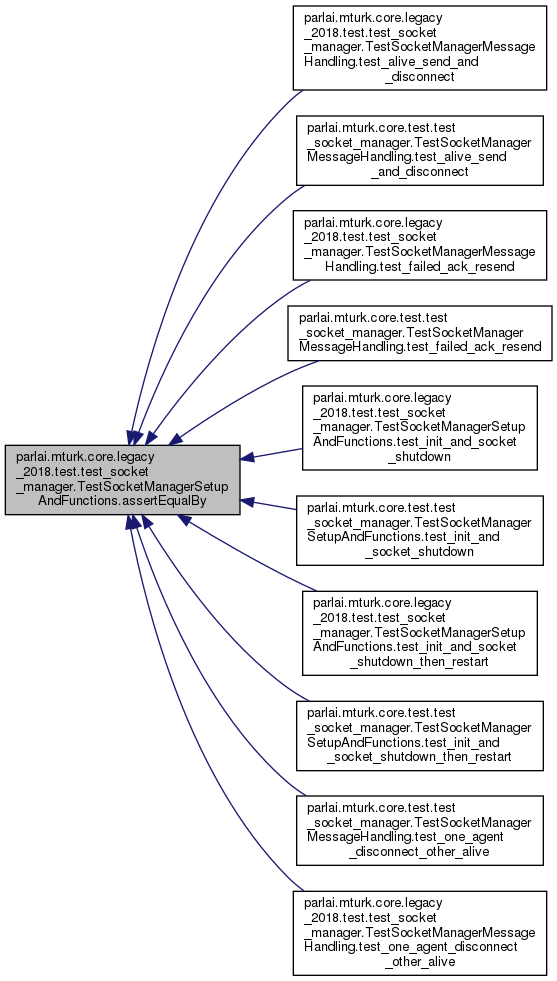 parlai.mturk.core.legacy
_2018.test.test_socket
_manager.TestSocketManagerMessage
Handling.test_alive_send_and
_disconnect
parlai.mturk.core.test.test
_socket_manager.TestSocketManager
MessageHandling.test_alive_send
_and_disconnect
parlai.mturk.core.legacy
_2018.test.test_socket
_manager.TestSocketManagerMessage
Handling.test_failed_ack_resend
parlai.mturk.core.test.test
_socket_manager.TestSocketManager
MessageHandling.test_failed_ack_resend
parlai.mturk.core.legacy
_2018.test.test_socket
_manager.TestSocketManagerSetup
AndFunctions.test_init_and_socket
_shutdown
parlai.mturk.core.legacy
_2018.test.test_socket
_manager.TestSocketManagerSetup
AndFunctions.assertEqualBy
parlai.mturk.core.test.test
_socket_manager.TestSocketManager
SetupAndFunctions.test_init_and
_socket_shutdown
parlai.mturk.core.legacy
_2018.test.test_socket
_manager.TestSocketManagerSetup
AndFunctions.test_init_and_socket
_shutdown_then_restart
parlai.mturk.core.test.test
_socket_manager.TestSocketManager
SetupAndFunctions.test_init_and
_socket_shutdown_then_restart
parlai.mturk.core.test.test
_socket_manager.TestSocketManager
MessageHandling.test_one_agent
_disconnect_other_alive
parlai.mturk.core.legacy
_2018.test.test_socket
_manager.TestSocketManagerMessage
Handling.test_one_agent_disconnect
_other_alive